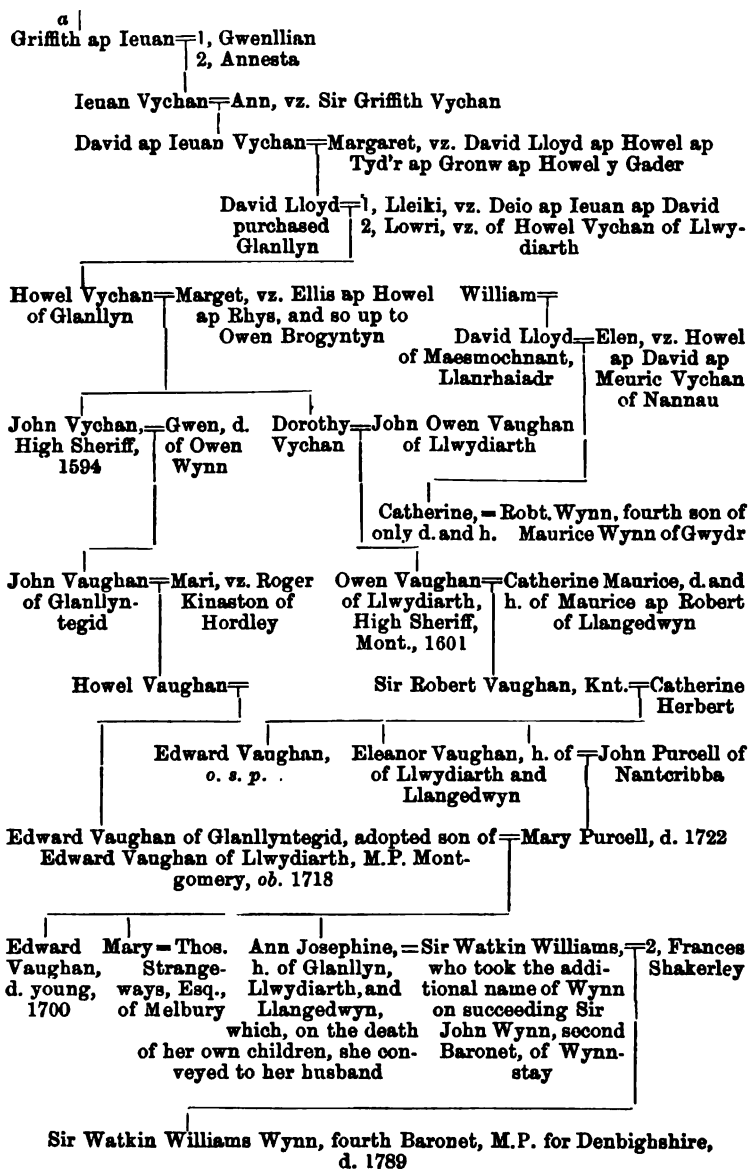 a
Griffith ap Ieuan 1, Gwenllian
2, Annesta
Ieuan Vychan Ann, vz. Sir Griffith Vychan
David ap Ieuan Vychan Margaret, vz. David Lloyd ap Howel ap
Tyd'r ap Gronw ap Howel y Gader
David Lloyd 1, Lleiki, vz. Deio ap Ieuan ap David
purchased 2, Lowri, vz. of Howel Vychan of Llwy-
Glanllyn diarth
Howel Vychan Marget, vz. Ellis ap Howel William
of Glanllyn ap Rhys, and so up to
Owen Brogyntyn David Lloyd Elen, vz. Howel
of Maesmochnant, ap David ap
Llanrhaiadr Meuric Vychan
of Nannau
John Vychan, Gwen, d. Dorothy John Owen Vaughan
High Sheriff, of Owen Vychan of Llwydiarth
1594 Wynn
Catherine, = Robt. Wynn, fourth son of
only d. and h. Maurice Wynn of Gwydr
John Vaughan Mari, vz. Roger Owen Vaughan Catherine Maurice, d. and
of Glanllyn- Kinaston of of Llwydiarth, h. of Maurice ap Robert
tegid Hordley High Sheriff, of Llangedwyn
Mont., 1601
Howel Vaughan Sir Robert Vaughan, Knt. Catherine
Herbert
Edward Vaughan, Eleanor Vaughan, h. of John Purcell of
o. s. p. of Llwydiarth and Nantcribba
Llangedwyn
Edward Vaughan of Glanllyntegid, adopted son of Mary Purcell, d. 1722
Edward Vaughan of Llwydiarth, M.P. Mont-
gomery, ob. 1718
Edward Mary = Thos. Ann Josephine, = Sir Watkin Williams, 2, Frances
Vaughan, Strange- h. of Glanllyn, who took the addi- Shakerley
d. young, ways, Esq., Llwydiarth, and tional name of Wynn
1700 of Melbury Llangedwyn, on succeeding Sir
which, on the death John Wynn, second
of her own children, she con- Baronet, of Wynn-
veyed to her husband stay
Sir Watkin Williams Wynn, fourth Baronet, M.P. for Denbighshire,
d. 1789